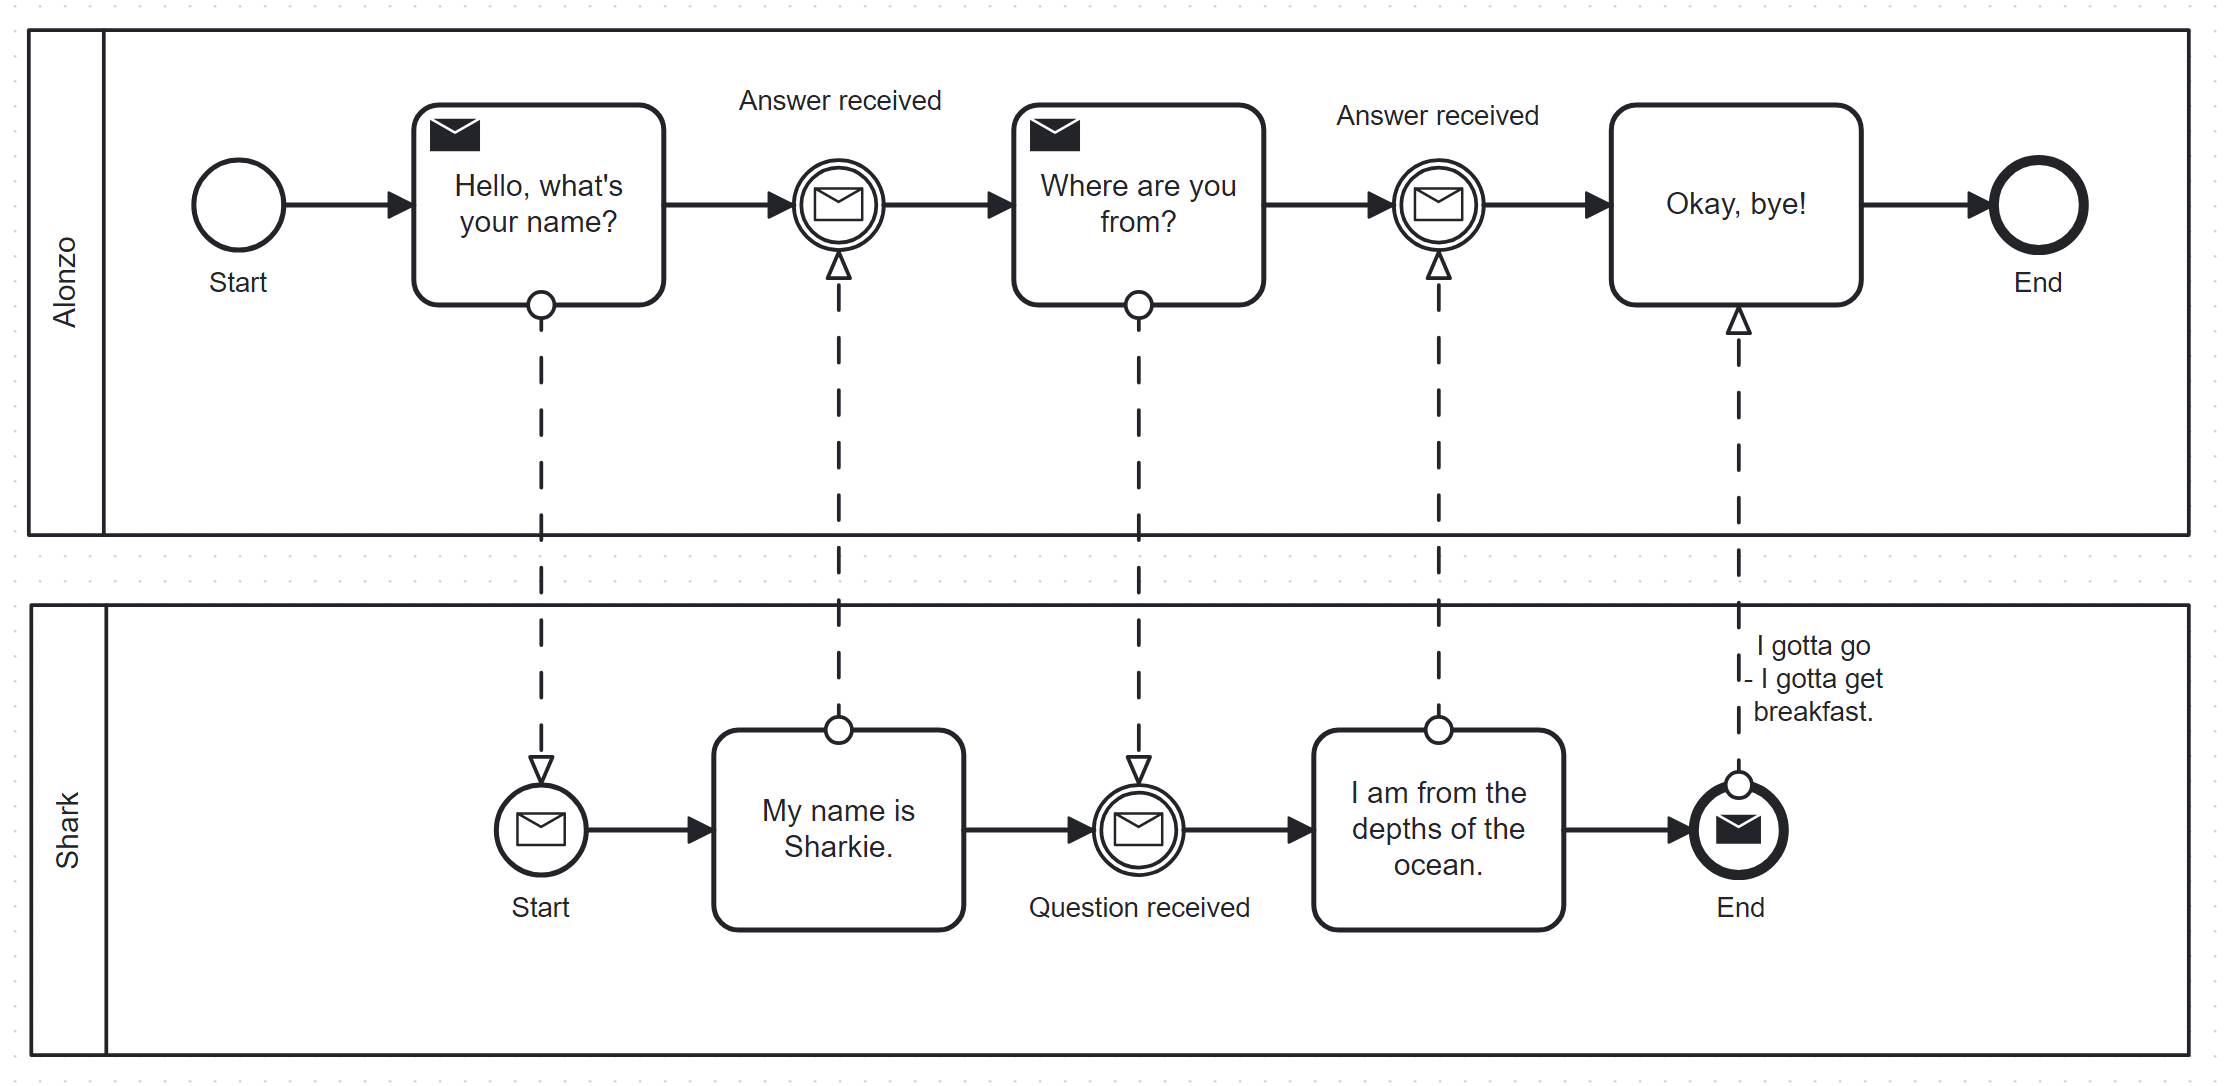 Alonzo
Start
Hello, what's
your name?
Answer received
Where are you
from?
Answer received
Okay, bye!
End
Shark
Start
My name is
Sharkie.
Question received
I am from the
depths of the
ocean.
I gotta go
- I gotta get
breakfast.
End